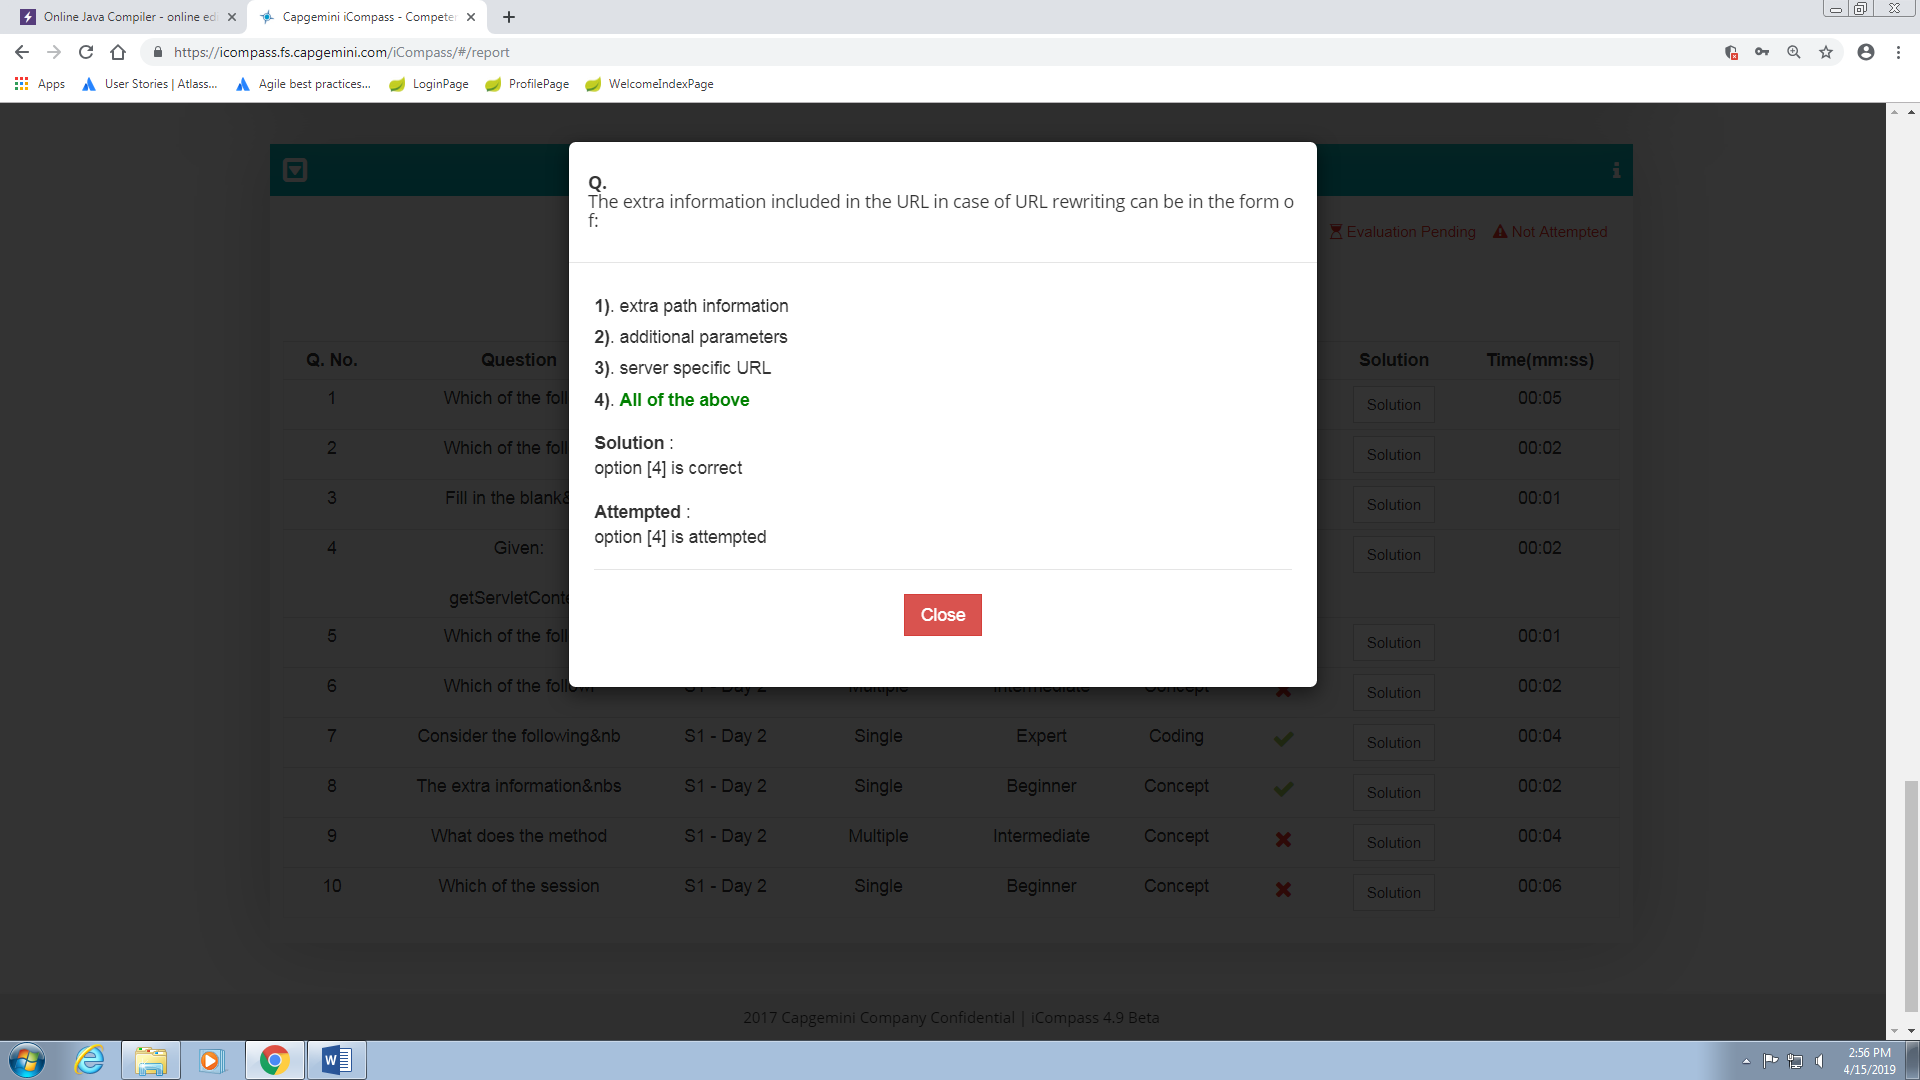 Online Java Compiler - online ed
Capgemini iCompass - Competer
https://icompass.fs.capgemini.com/iCompass/#/report
Apps
User Stories | Atlass...
Agile best practices...
LoginPage
ProfilePage
WelcomeIndexPage
Q.
The extra information included in the URL in case of URL rewriting can be in the form o
f:
Evaluation Pending
Not Attempted
1). extra path information
2). additional parameters
3). server specific URL
4). All of the above
Solution :
option [4] is correct
Attempted :
option [4] is attempted
Close
Q. No. Question Solution Time(mm:ss)
1 Which of the foll Solution 00:05
2 Which of the foll Solution 00:02
3 Fill in the blank& Solution 00:01
4 Given: Solution 00:02
getServletConte
5 Which of the foll Solution 00:01
6 Which of the follow S1 - Day 2 Multiple Intermediate Concept Solution 00:02
7 Consider the following&nb S1 - Day 2 Single Expert Coding Solution 00:04
8 The extra information&nbs S1 - Day 2 Single Beginner Concept Solution 00:02
9 What does the method S1 - Day 2 Multiple Intermediate Concept Solution 00:04
10 Which of the session S1 - Day 2 Single Beginner Concept Solution 00:06
2017 Capgemini Company Confidential | iCompass 4.9 Beta
2:56 PM
4/15/2019